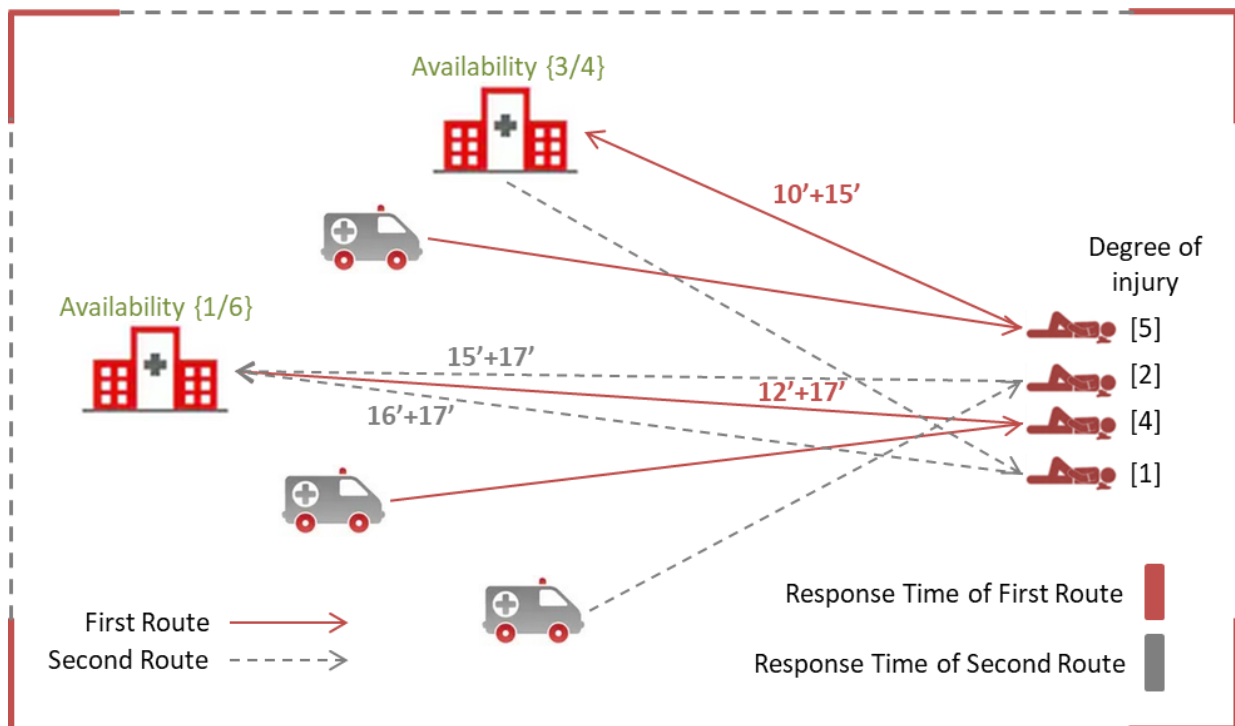 Availability {3/4}
10’+15’
Degree of
injury
Availability {1/6}
[5]
15’+17’
[2]
12’+17’
16’+17’
[4]
[1]
Response Time of First Route
First Route
Second Route
Response Time of Second Route